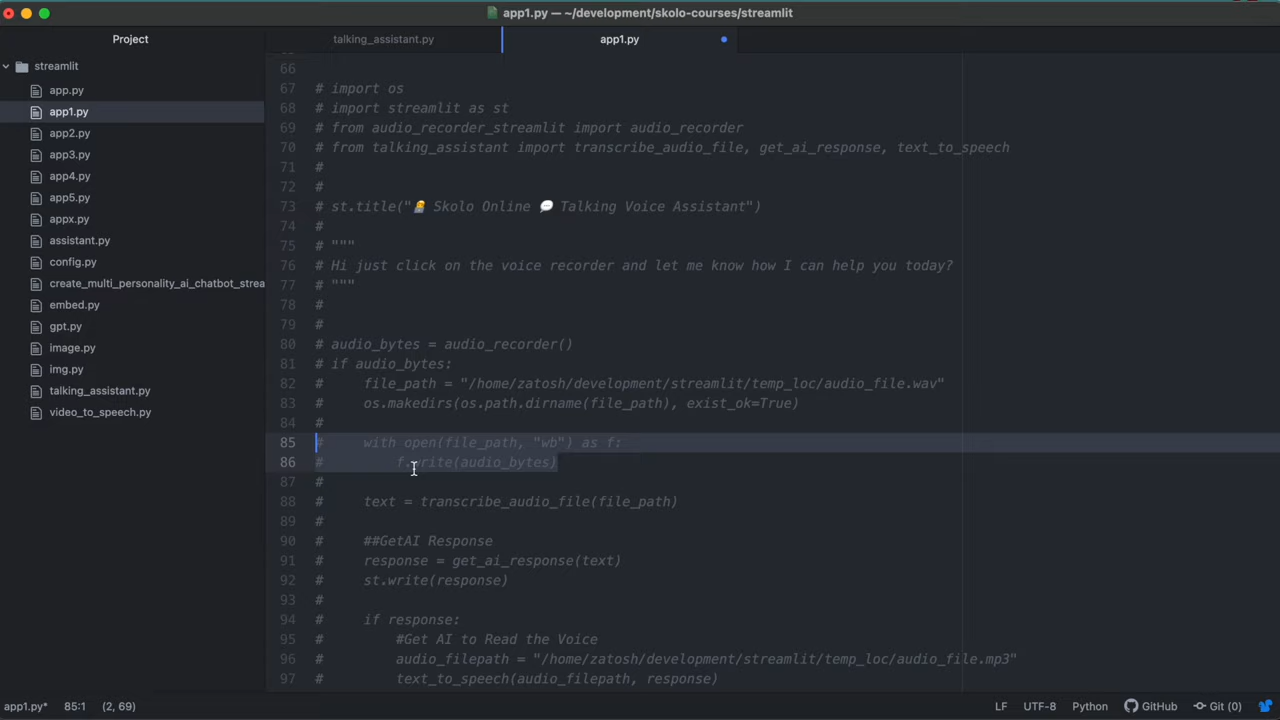 app1.py — ~/development/skolo-courses/streamlit
Project
talking_assistant.py
app1.py
streamlit
app.py
app1.py
app2.py
app3.py
app4.py
app5.py
appx.py
assistant.py
config.py
create_multi_personality_ai_chatbot_strea
embed.py
gpt.py
image.py
img.py
talking_assistant.py
video_to_speech.py
66
67 # import os
68 # import streamlit as st
69 # from audio_recorder_streamlit import audio_recorder
70 # from talking_assistant import transcribe_audio_file, get_ai_response, text_to_speech
71 #
72 #
73 # st.title("👩‍💼 Skolo Online 💬 Talking Voice Assistant")
74 #
75 # """
76 # Hi just click on the voice recorder and let me know how I can help you today?
77 # """
78 #
79 #
80 # audio_bytes = audio_recorder()
81 # if audio_bytes:
82 #     file_path = "/home/zatosh/development/streamlit/temp_loc/audio_file.wav"
83 #     os.makedirs(os.path.dirname(file_path), exist_ok=True)
84 #
85 #     with open(file_path, "wb") as f:
86 #         f.write(audio_bytes)
87 #
88 #     text = transcribe_audio_file(file_path)
89 #
90 #     ##GetAI Response
91 #     response = get_ai_response(text)
92 #     st.write(response)
93 #
94 #     if response:
95 #         #Get AI to Read the Voice
96 #         audio_filepath = "/home/zatosh/development/streamlit/temp_loc/audio_file.mp3"
97 #         text_to_speech(audio_filepath, response)
app1.py* 85:1 (2, 69) LF UTF-8 Python GitHub Git (0)